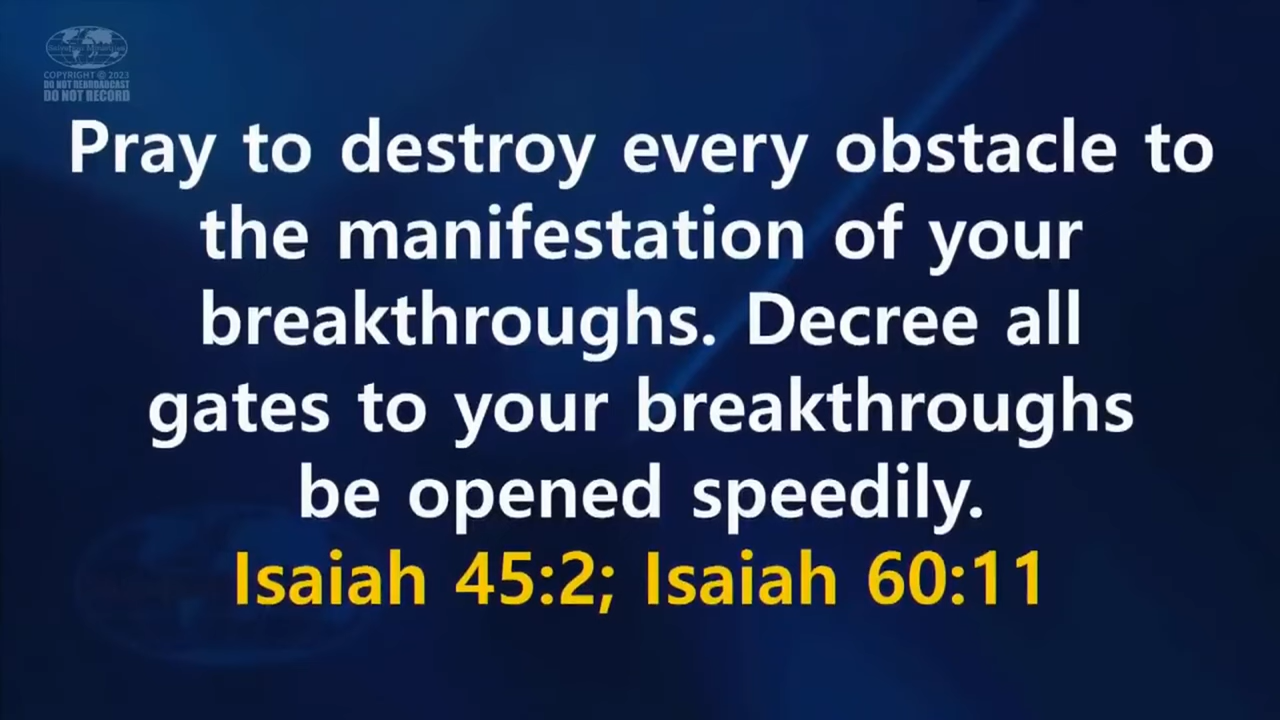 COPYRIGHT © 2023
DO NOT REBROADCAST
DO NOT RECORD
Pray to destroy every obstacle to
the manifestation of your
breakthroughs. Decree all
gates to your breakthroughs
be opened speedily.
Isaiah 45:2; Isaiah 60:11